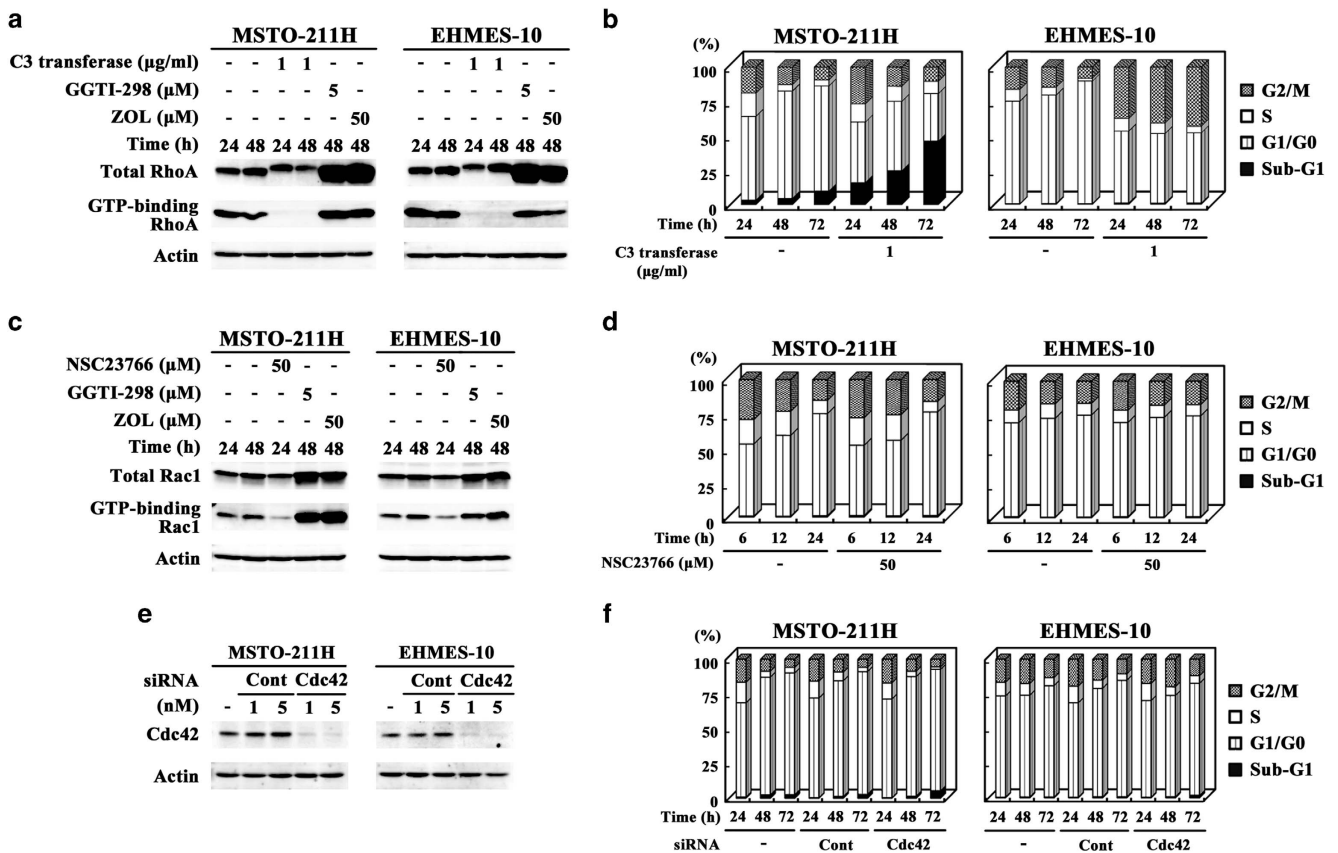 a
MSTO-211H EHMES-10
C3 transferase (µg/ml) - - 1 1 - - - - 1 1 - -
GGTI-298 (µM) - - - - 5 - - - - - 5 -
ZOL (µM) - - - - - 50 - - - - - 50
Time (h) 24 48 24 48 48 48 24 48 24 48 48 48
Total RhoA
GTP-binding
RhoA
Actin
b
(%) MSTO-211H EHMES-10
100
75
50
25
0
G2/M
S
G1/G0
Sub-G1
Time (h) 24 48 72 24 48 72 24 48 72 24 48 72
C3 transferase
(µg/ml)
- 1 - 1
c
MSTO-211H EHMES-10
NSC23766 (µM) - - 50 - - - - 50 - -
GGTI-298 (µM) - - - 5 - - - - 5 -
ZOL (µM) - - - - 50 - - - - 50
Time (h) 24 48 24 48 48 24 48 24 48 48
Total Rac1
GTP-binding
Rac1
Actin
d
(%) MSTO-211H EHMES-10
100
75
50
25
0
G2/M
S
G1/G0
Sub-G1
Time (h) 6 12 24 6 12 24 6 12 24 6 12 24
NSC23766 (µM) - 50 - 50
e
MSTO-211H EHMES-10
siRNA Cont Cdc42 Cont Cdc42
(nM) - 1 5 1 5 - 1 5 1 5
Cdc42
Actin
f
(%) MSTO-211H EHMES-10
100
75
50
25
0
G2/M
S
G1/G0
Sub-G1
Time (h) 24 48 72 24 48 72 24 48 72 24 48 72 24 48 72 24 48 72
siRNA - Cont Cdc42 - Cont Cdc42